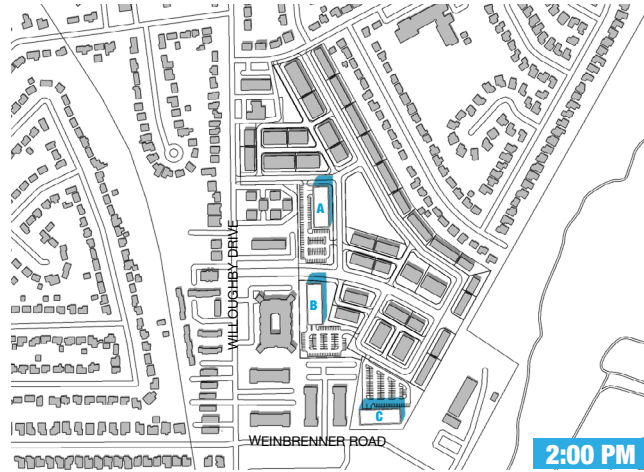 A
WILLOUGHBY DRIVE
B
C
WEINBRENNER ROAD
2:00 PM